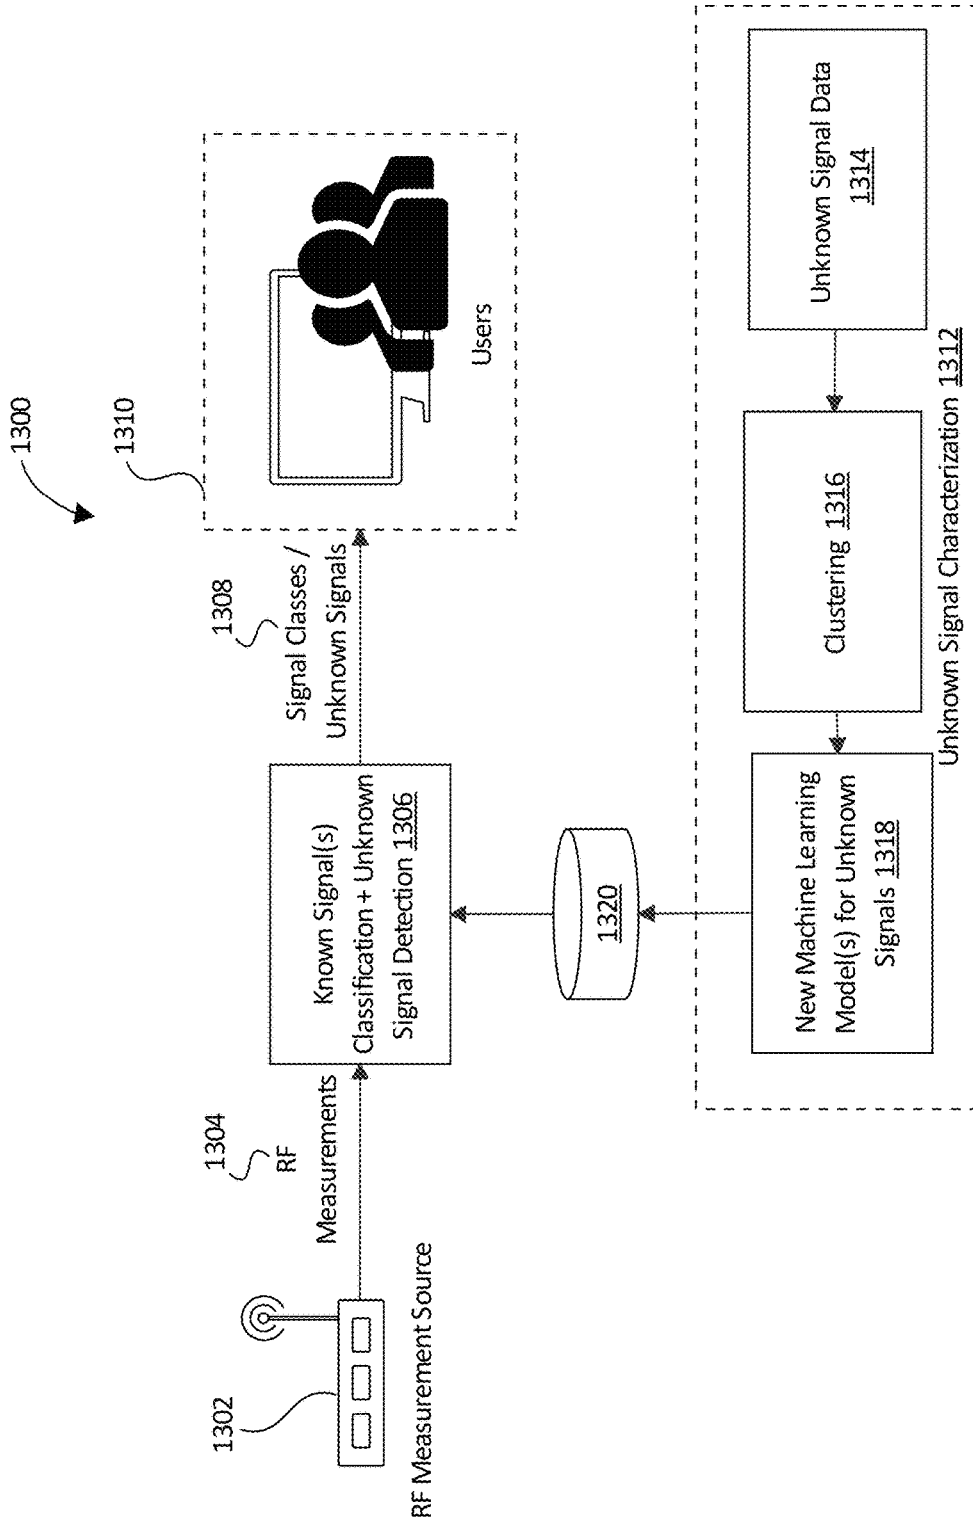 1300
1302
RF Measurement Source
1304
RF
Measurements
Known Signal(s)
Classification + Unknown
Signal Detection 1306
1308
Signal Classes /
Unknown Signals
1310
Users
1320
New Machine Learning
Model(s) for Unknown
Signals 1318
Clustering 1316
Unknown Signal Data
1314
Unknown Signal Characterization 1312